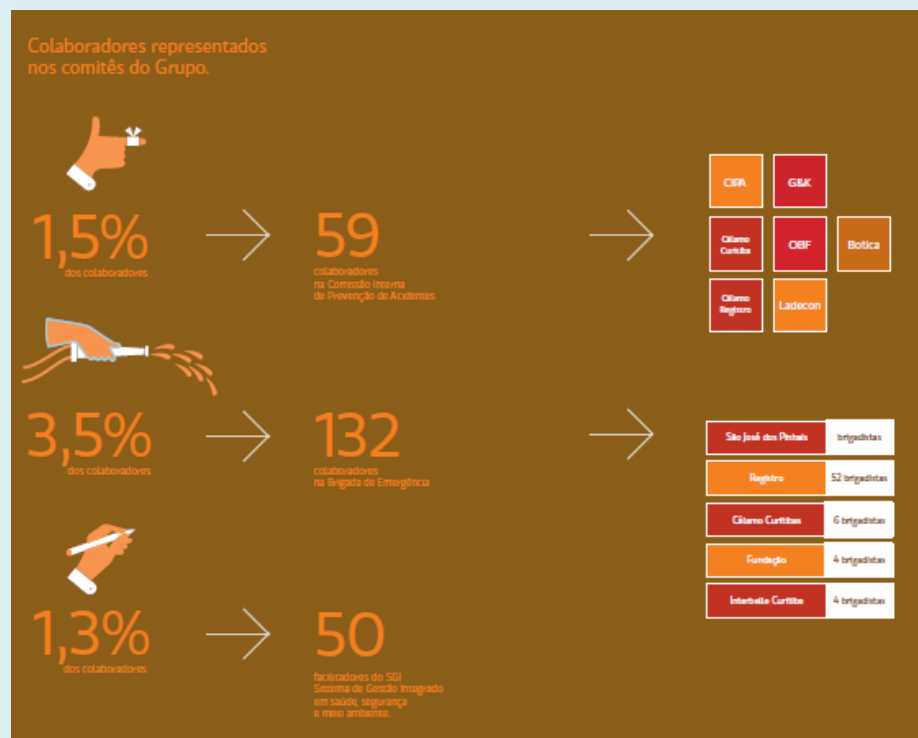 Colaboradores representados
nos comitês do Grupo.
1,5%
dos colaboradores
59
colaboradores
na Comissão Interna
de Prevenção de Acidentes
CIPA
G&K
Cálamo
Curitiba
OBF
Botica
Cálamo
Registro
Ladecon
3,5%
dos colaboradores
132
colaboradores
na Brigada de Emergência
São José dos Pinhais
brigadistas
Registro
52 brigadistas
Cálamo Curitiba
6 brigadistas
Fundação
4 brigadistas
Interbelle Curitiba
4 brigadistas
1,3%
dos colaboradores
50
facilitadores do SGI
Sistema de Gestão Integrado
em saúde, segurança
e meio ambiente.